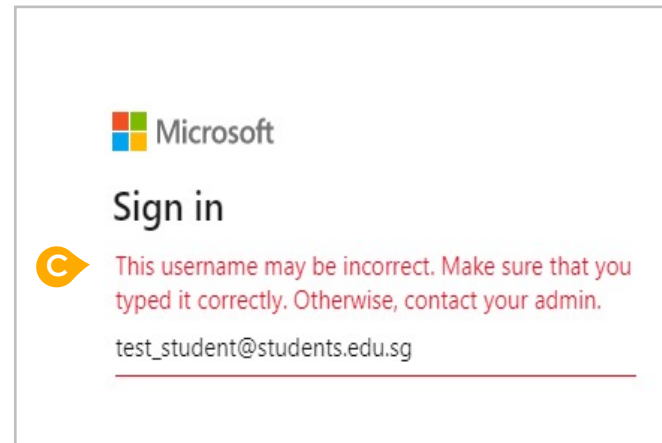 Microsoft
Sign in
C
This username may be incorrect. Make sure that you
typed it correctly. Otherwise, contact your admin.
test_student@students.edu.sg